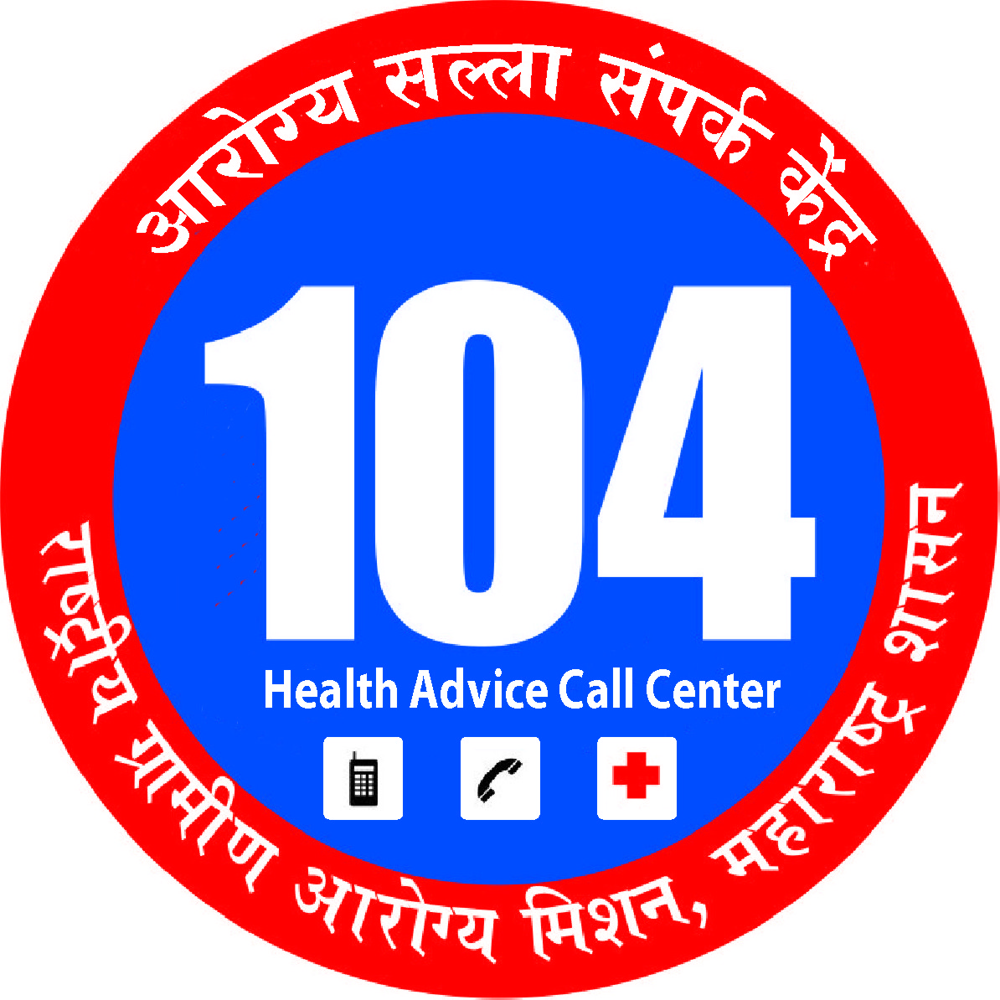 आरोग्य सल्ला संपर्क केंद्र
104
Health Advice Call Center
राष्ट्रीय ग्रामीण आरोग्य मिशन, महाराष्ट्र शासन